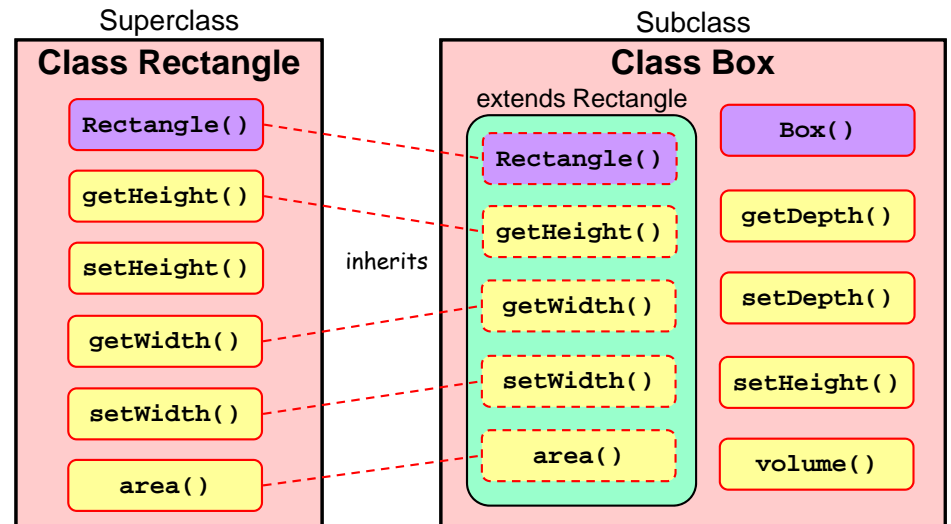 Superclass
Class Rectangle
Rectangle()
getHeight()
setHeight()
getWidth()
setWidth()
area()
inherits
Subclass
Class Box
extends Rectangle
Rectangle()
getHeight()
getWidth()
setWidth()
area()
Box()
getDepth()
setDepth()
setHeight()
volume()